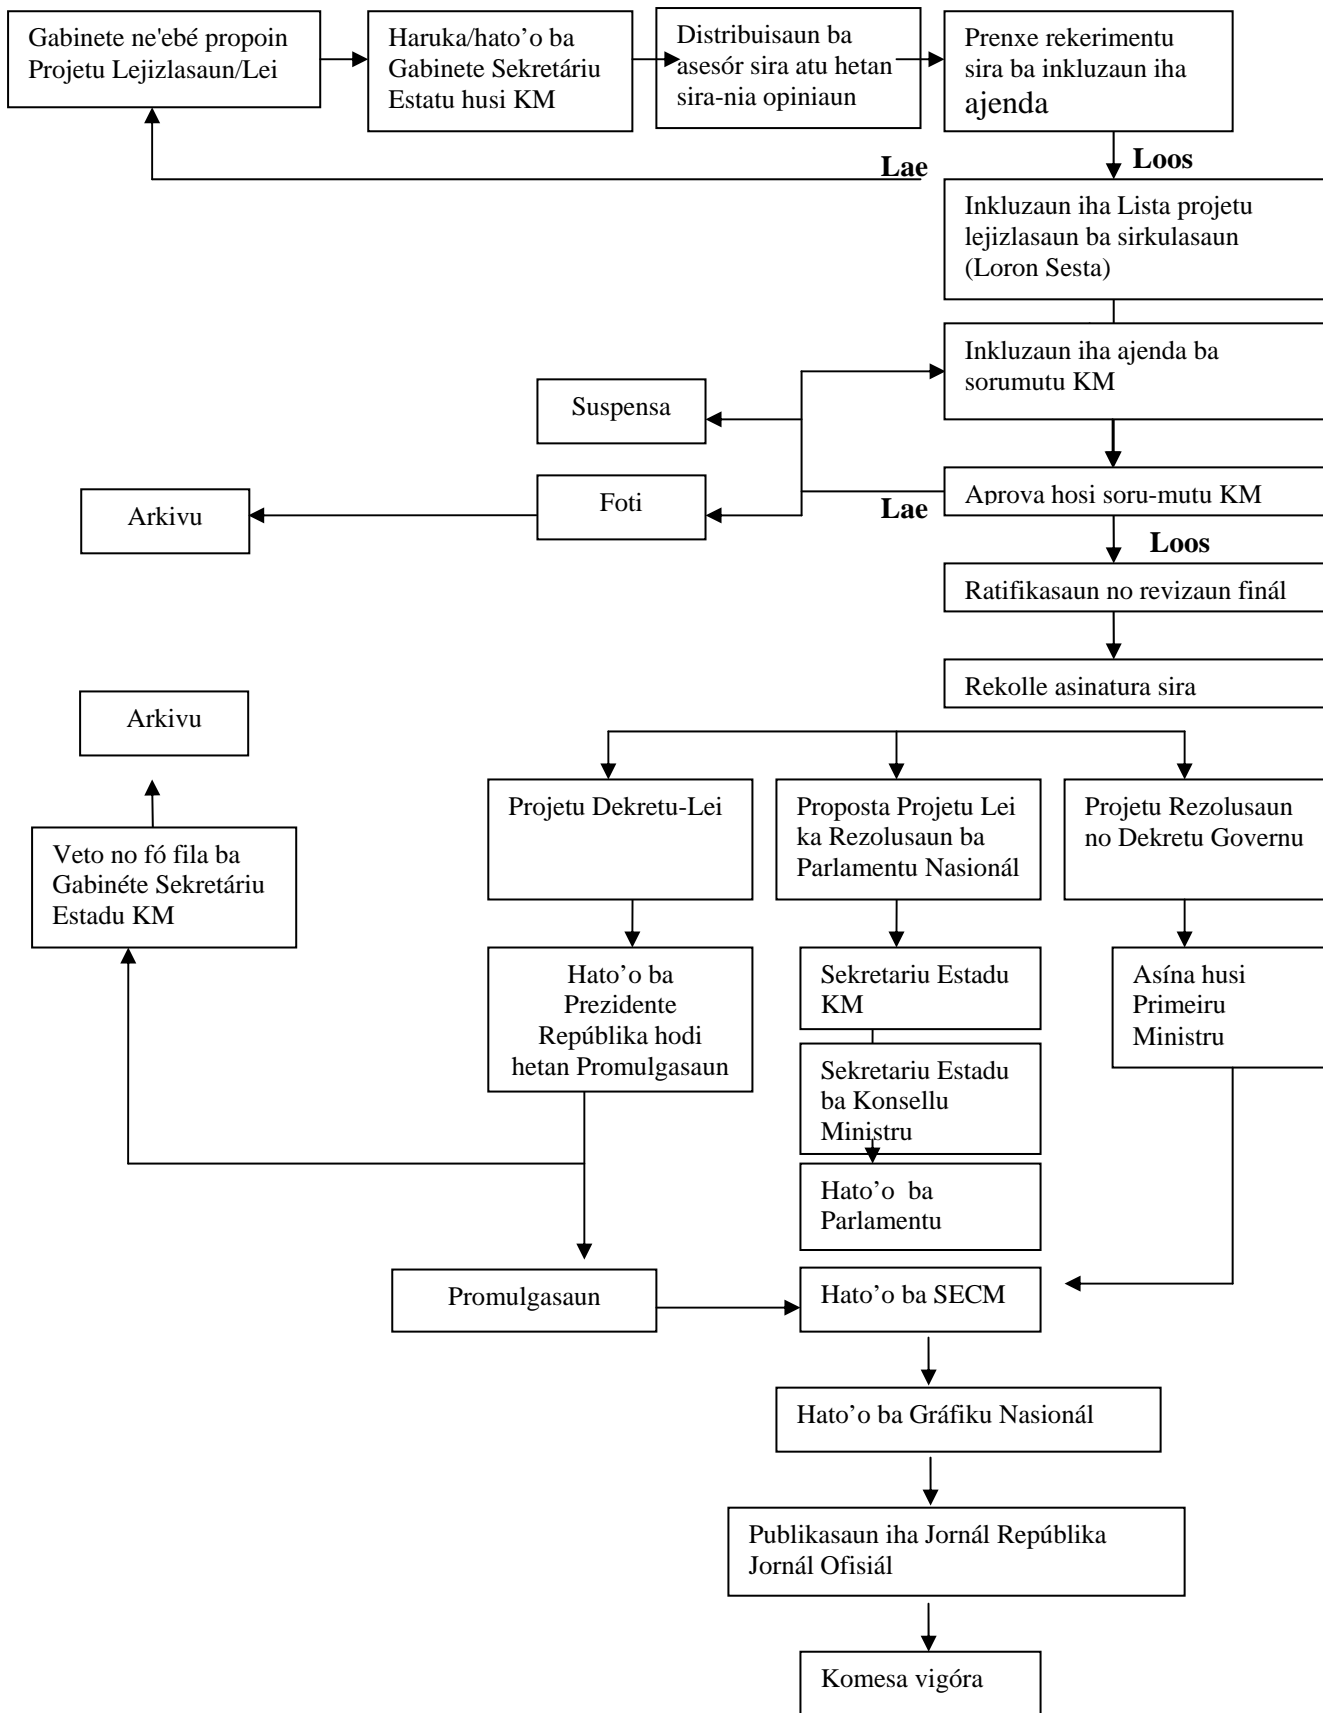 Gabinete ne'ebé propoin
Projetu Lejizlasaun/Lei
Haruka/hato’o ba
Gabinete Sekretáriu
Estatu husi KM
Distribuisaun ba
asesór sira atu hetan
sira-nia opiniaun
Prenxe rekerimentu
sira ba inkluzaun iha
ajenda
Lae
Loos
Inkluzaun iha Lista projetu
lejizlasaun ba sirkulasaun
(Loron Sesta)
Inkluzaun iha ajenda ba
sorumutu KM
Suspensa
Arkivu
Foti
Lae
Aprova hosi soru-mutu KM
Loos
Ratifikasaun no revizaun finál
Rekolle asinatura sira
Arkivu
Veto no fó fila ba
Gabinéte Sekretáriu
Estadu KM
Projetu Dekretu-Lei
Proposta Projetu Lei
ka Rezolusaun ba
Parlamentu Nasionál
Projetu Rezolusaun
no Dekretu Governu
Hato’o ba
Prezidente
Repúblika hodi
hetan Promulgasaun
Sekretariu Estadu
KM
Asína husi
Primeiru
Ministru
Sekretariu Estadu
ba Konsellu
Ministru
Hato’o ba
Parlamentu
Promulgasaun
Hato’o ba SECM
Hato’o ba Gráfiku Nasionál
Publikasaun iha Jornál Repúblika
Jornál Ofisiál
Komesa vigóra